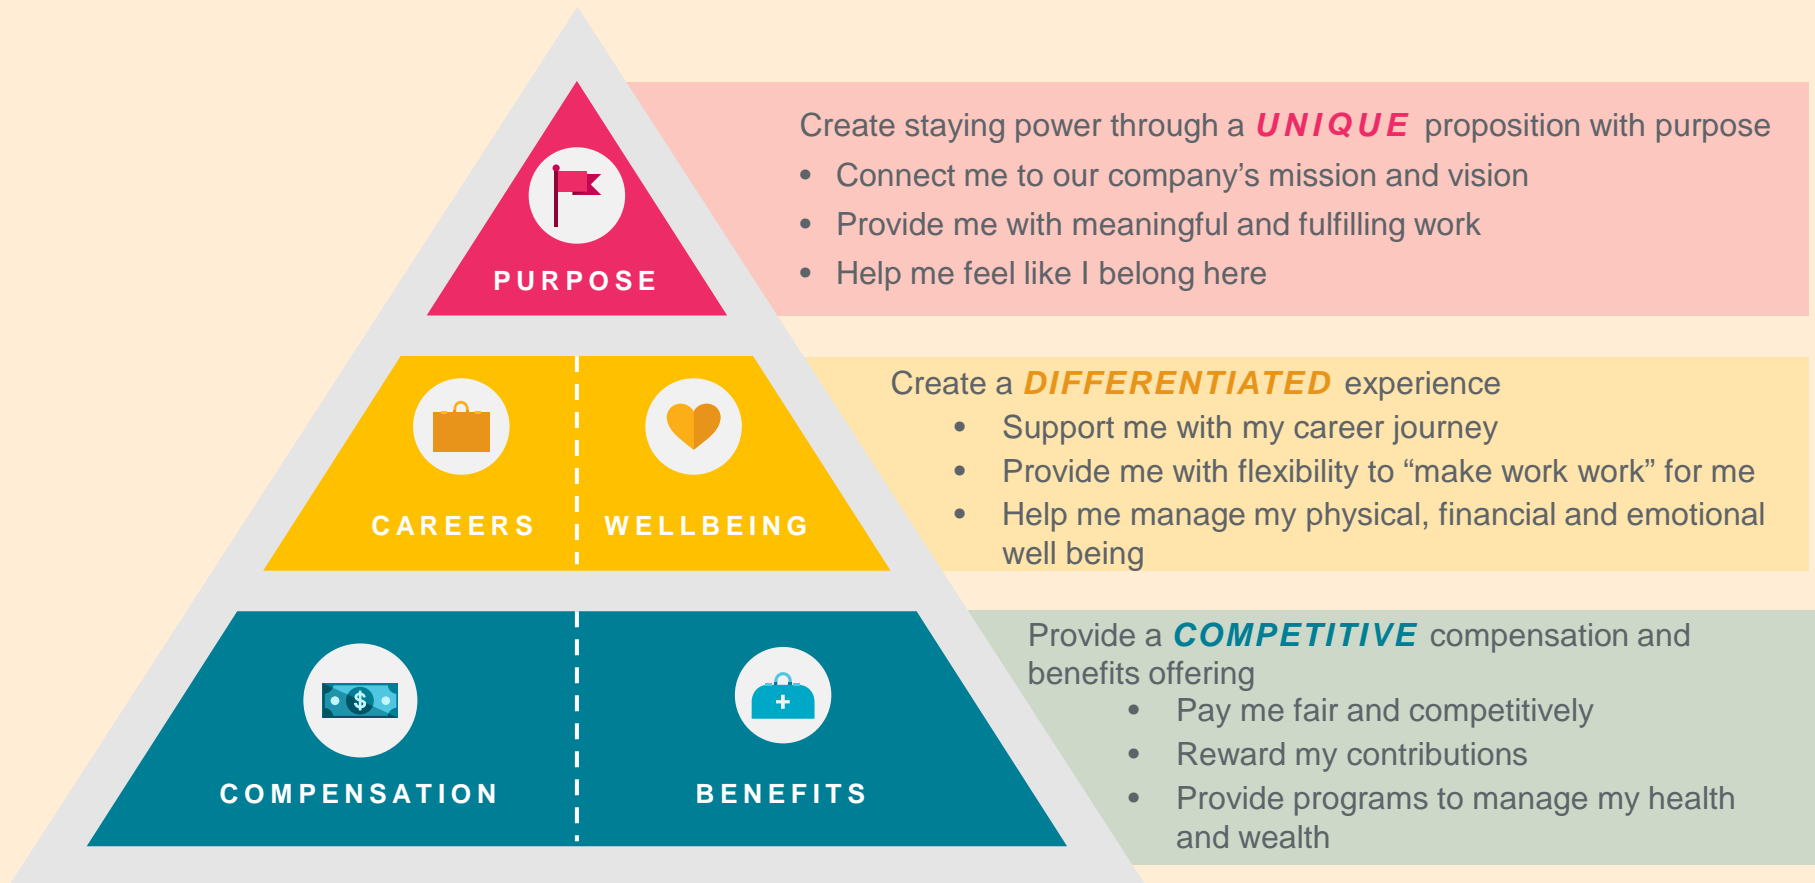 Create staying power through a UNIQUE proposition with purpose
• Connect me to our company's mission and vision
• Provide me with meaningful and fulfilling work
• Help me feel like I belong here
PURPOSE
Create a DIFFERENTIATED experience
• Support me with my career journey
• Provide me with flexibility to “make work work” for me
• Help me manage my physical, financial and emotional
well being
CAREERS
WELLBEING
Provide a COMPETITIVE compensation and
benefits offering
• Pay me fair and competitively
• Reward my contributions
• Provide programs to manage my health
and wealth
$
COMPENSATION
BENEFITS